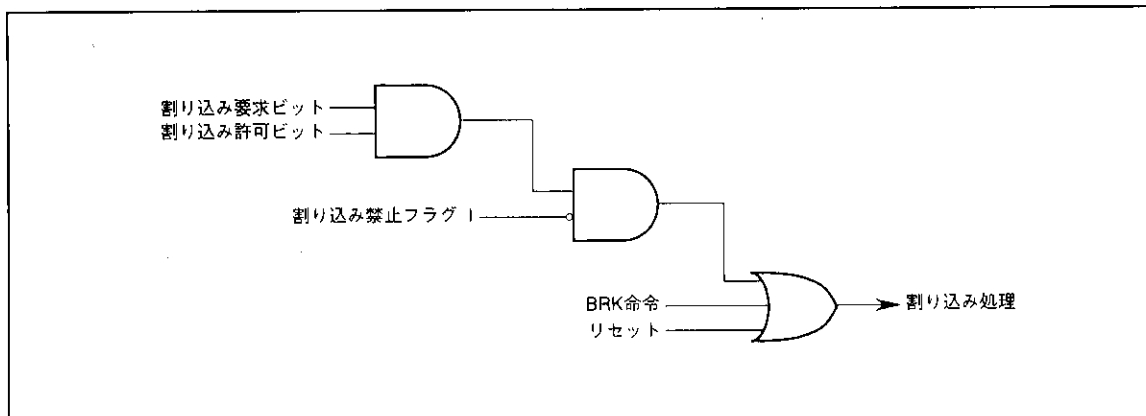 割り込み要求ビット
割り込み許可ビット
割り込み禁止フラグ I
BRK命令
リセット
割り込み処理